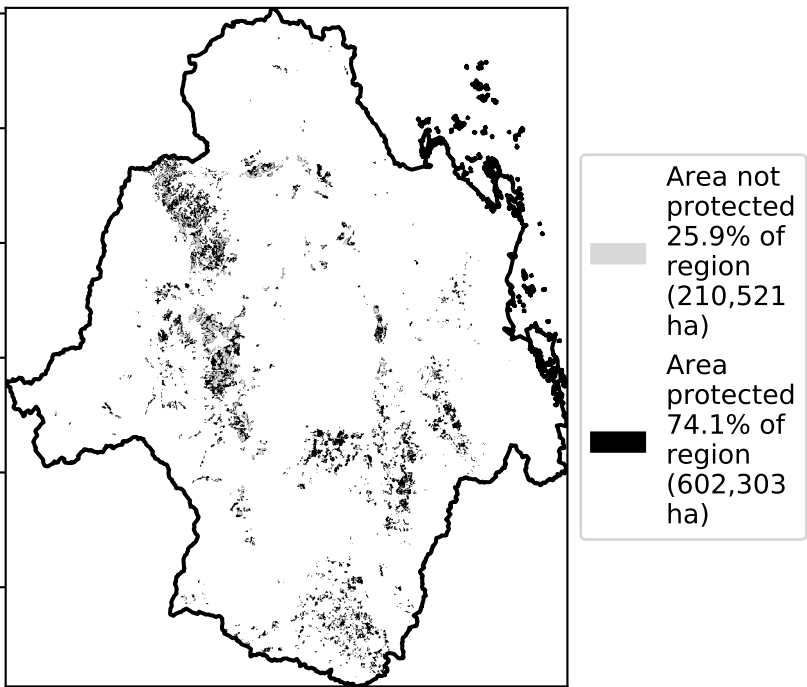 Area not
protected
25.9% of
region
(210,521
ha)
Area
protected
74.1% of
region
(602,303
ha)